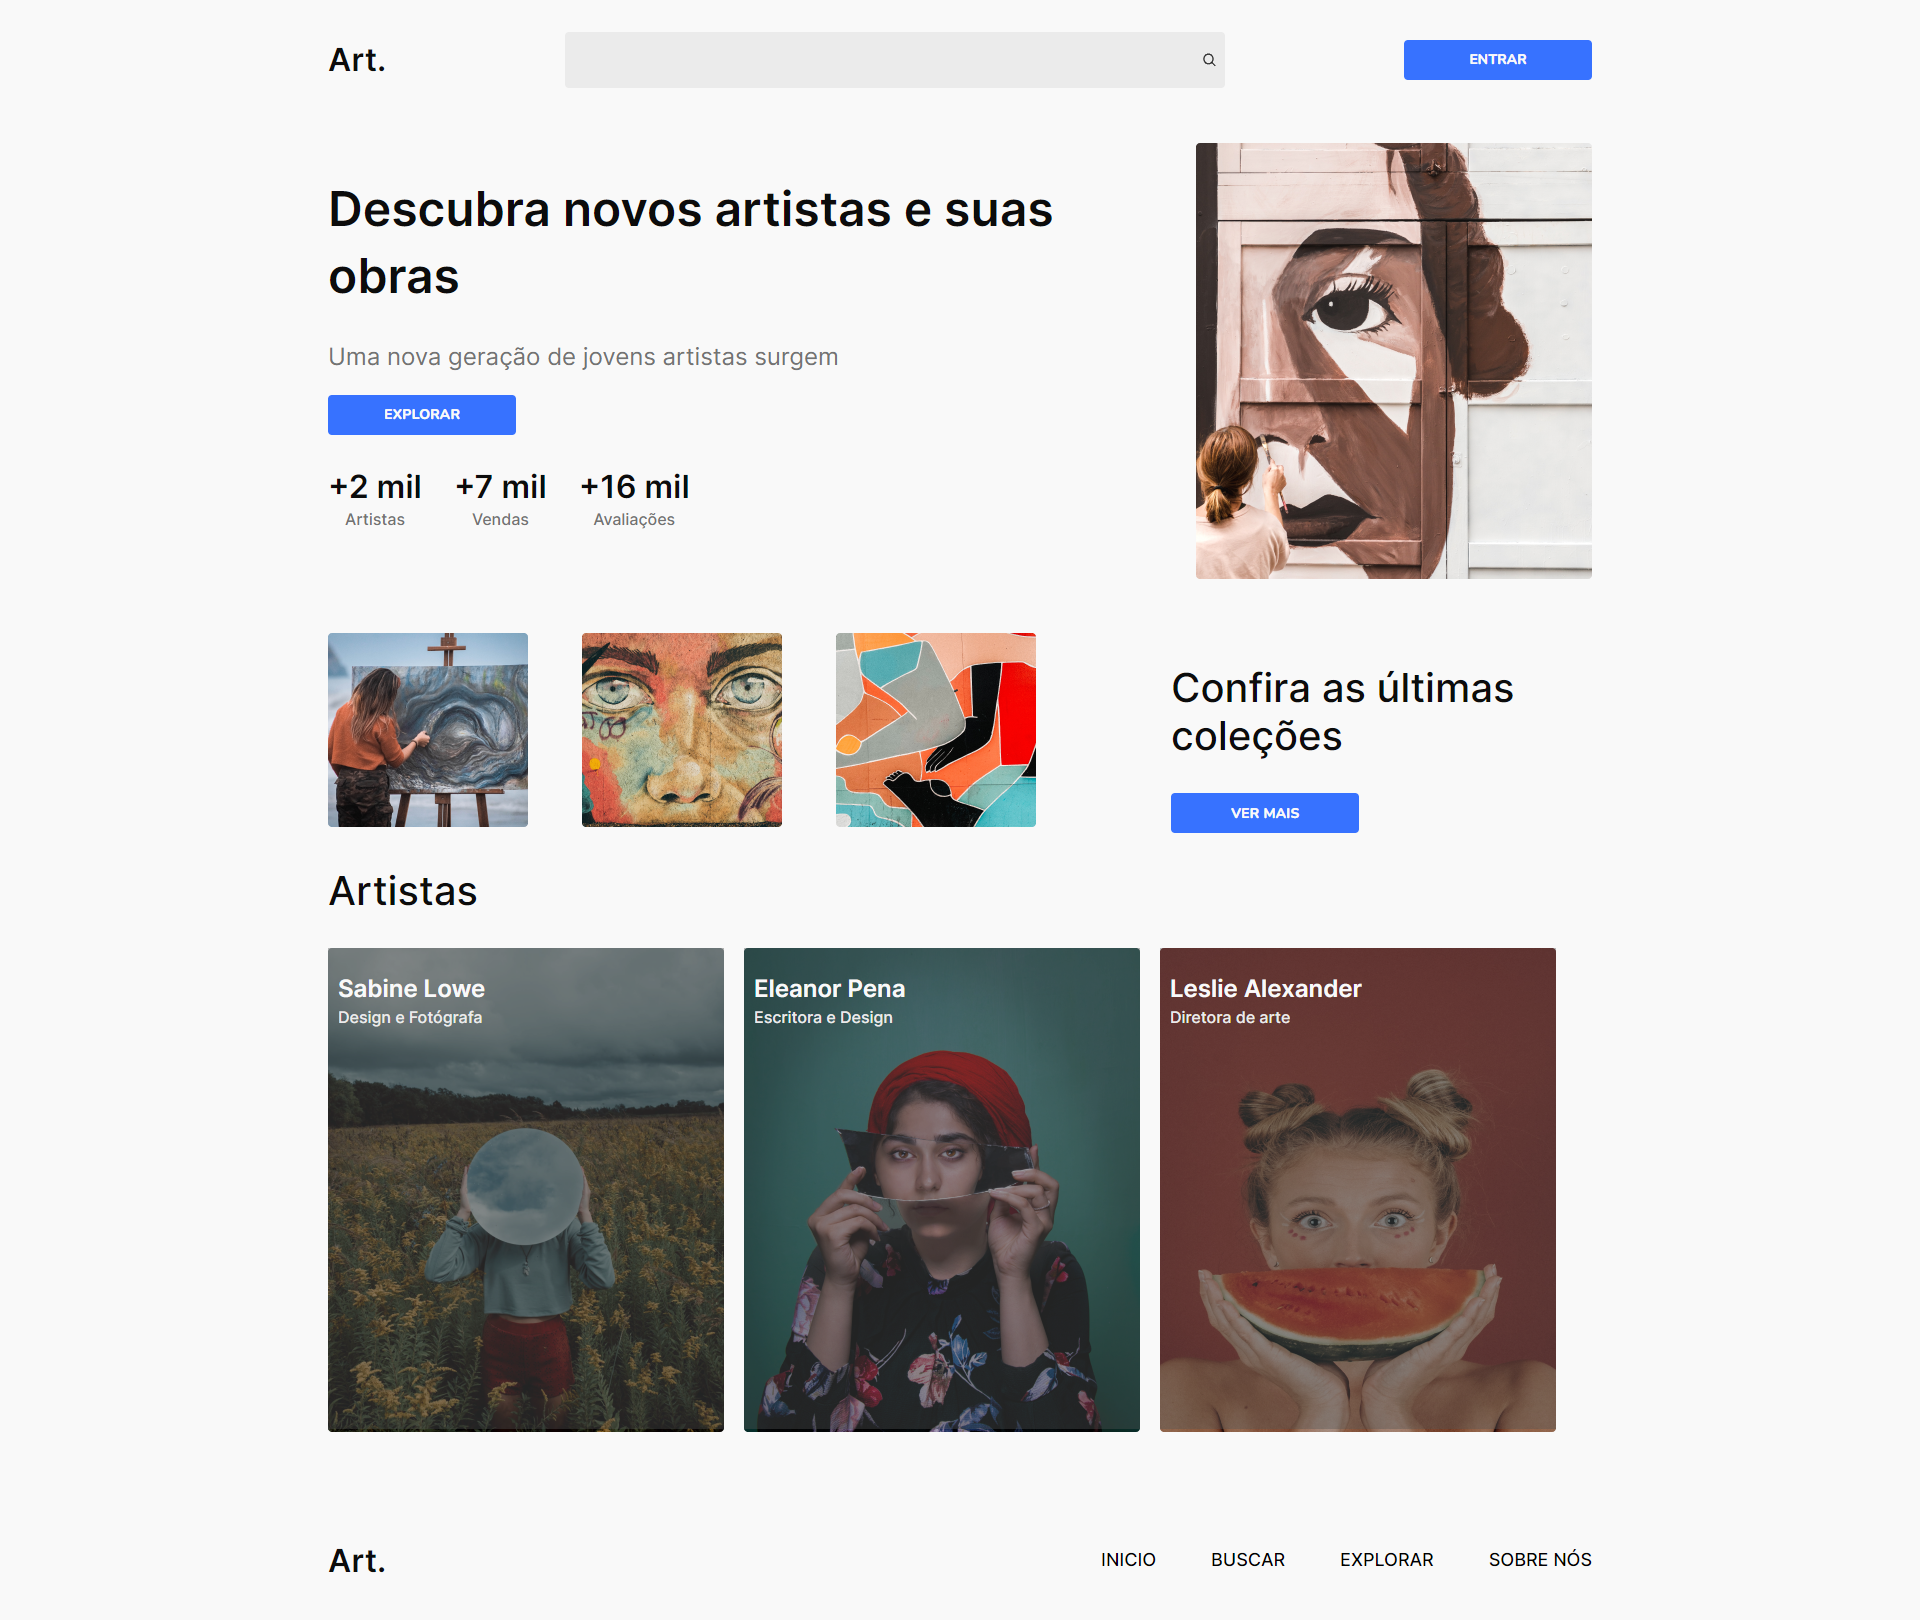 Art.
ENTRAR
Descubra novos artistas e suas
obras
Uma nova geração de jovens artistas surgem
EXPLORAR
+2 mil
Artistas
+7 mil
Vendas
+16 mil
Avaliações
Confira as últimas
coleções
VER MAIS
Artistas
Sabine Lowe
Design e Fotógrafa
Eleanor Pena
Escritora e Design
Leslie Alexander
Diretora de arte
Art.
INICIO
BUSCAR
EXPLORAR
SOBRE NÓS